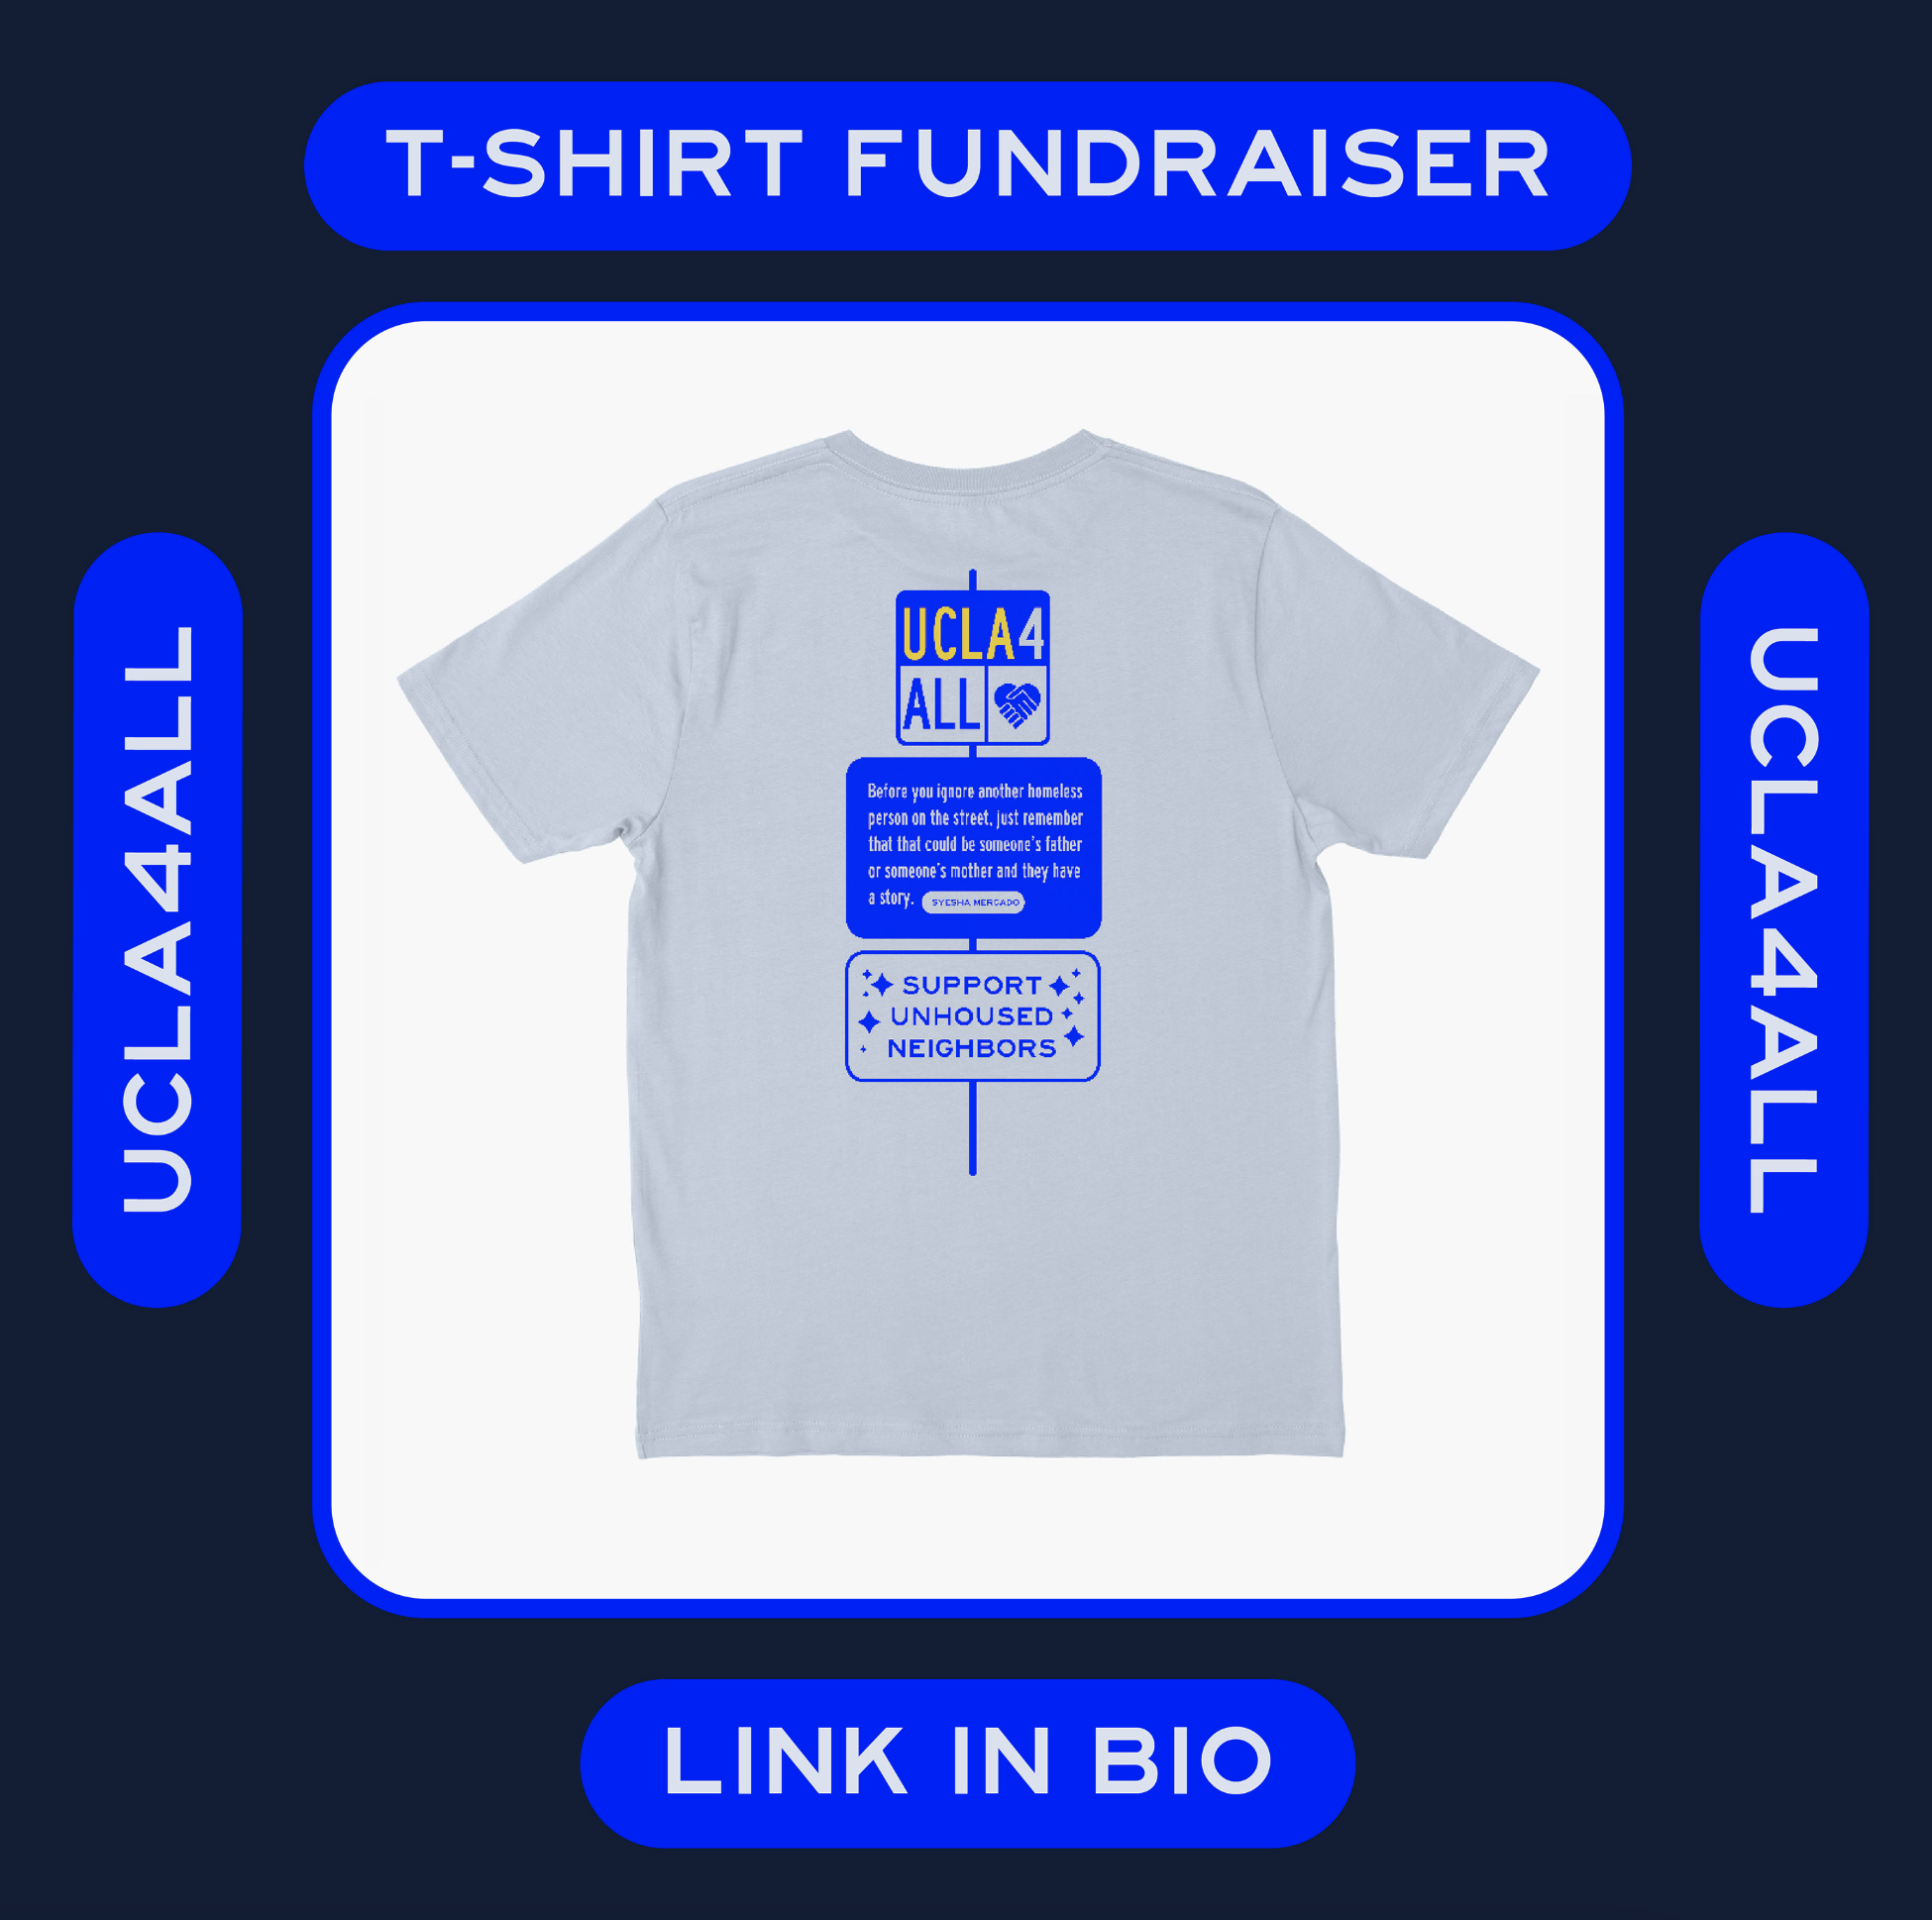 T-SHIRT FUNDRAISER
UCLA4ALL
UCLA4
ALL
Before you ignore another homeless
person on the street, just remember
that that could be someone's father
or someone's mother and they have
a story. SYESHA MERCADO
SUPPORT
UNHOUSED
NEIGHBORS
UCLA4ALL
LINK IN BIO